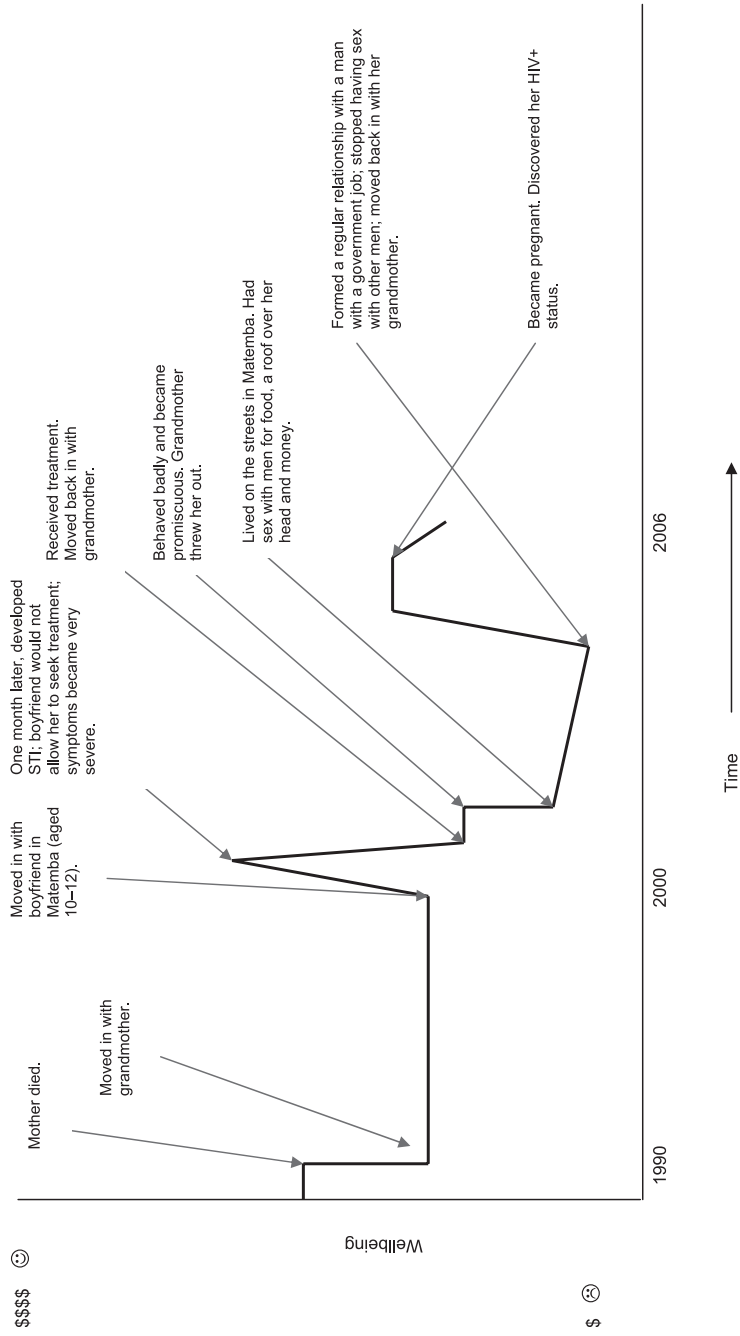 $$$$ ☺
Wellbeing
$ ☹
Mother died.
Moved in with
grandmother.
Moved in with
boyfriend in
Matemba (aged
10–12).
One month later, developed
STI; boyfriend would not
allow her to seek treatment;
symptoms became very
severe.
Received treatment.
Moved back in with
grandmother.
Behaved badly and became
promiscuous. Grandmother
threw her out.
Lived on the streets in Matemba. Had
sex with men for food, a roof over her
head and money.
Formed a regular relationship with a man
with a government job; stopped having sex
with other men; moved back in with her
grandmother.
Became pregnant. Discovered her HIV+
status.
1990
2000
2006
Time